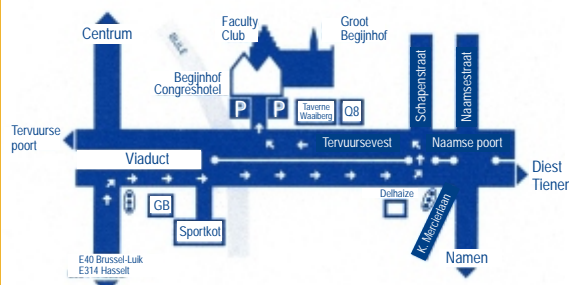 Centrum
Faculty
Club
Groot
Begijnhof
Begijnhof
Congreshotel
P
P
Taverne
Waaiberg
Q8
Schapenstraat
Naamsestraat
Tervuurse
poort
Tervuursevest
Naamse poort
Viaduct
Diest
Tiener
GB
Sportkot
Delhaize
K. Mercierlaan
E40 Brussel-Luik
E314 Hasselt
Namen